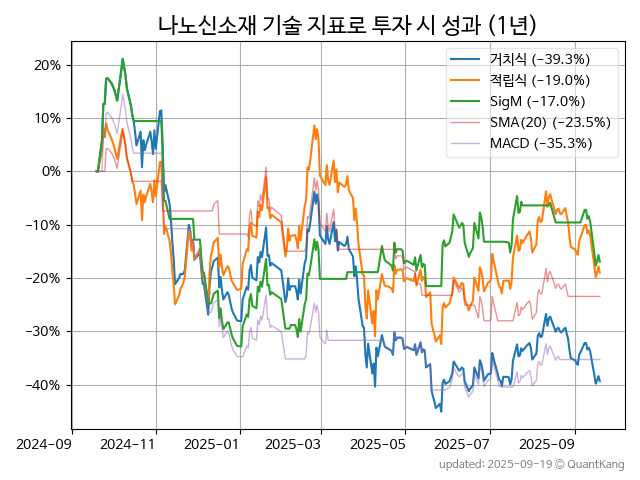 나노신소재 기술 지표로 투자 시 성과 (1년)
거치식 (−39.3%)
적립식 (−19.0%)
SigM (−17.0%)
SMA(20) (−23.5%)
MACD (−35.3%)
20%
10%
0%
−10%
−20%
−30%
−40%
2024-09 2024-11 2025-01 2025-03 2025-05 2025-07 2025-09
updated: 2025-09-19 © QuantKang